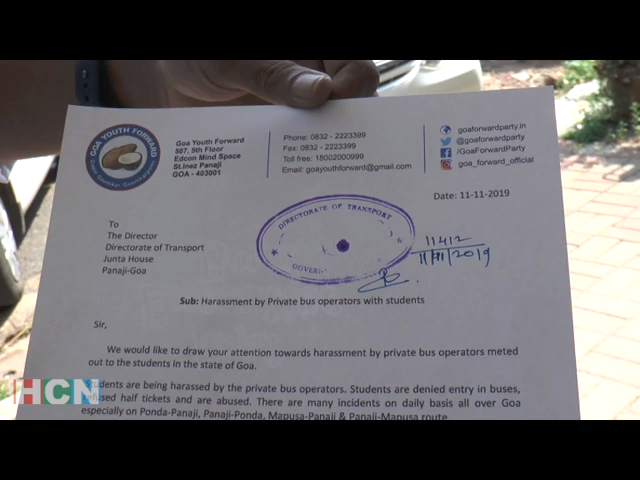 GOA YOUTH FORWARD
Goa Youth Forward
507, 5th Floor
Edcon Mind Space
St.Inez Panaji
GOA - 403001
Phone: 0832 - 2223399
Fax: 0832 - 2223399
Toll free: 18002000999
Email: goayouthforward@gmail.com
goaforwardparty.in
@goaforwardparty
/GoaForwardParty
goa_forward_official
Date: 11-11-2019
To
The Director
Directorate of Transport
Junta House
Panaji-Goa
DIRECTORATE OF TRANSPORT
11412
11/11/2019
Sub: Harassment by Private bus operators with students
Sir,
We would like to draw your attention towards harassment by private bus operators meted
out to the students in the state of Goa.
Students are being harassed by the private bus operators. Students are denied entry in buses,
refused half tickets and are abused. There are many incidents on daily basis all over Goa
especially on Ponda-Panaji, Panaji-Ponda, Mapusa-Panaji & Panaji-Mapusa route.
HCN